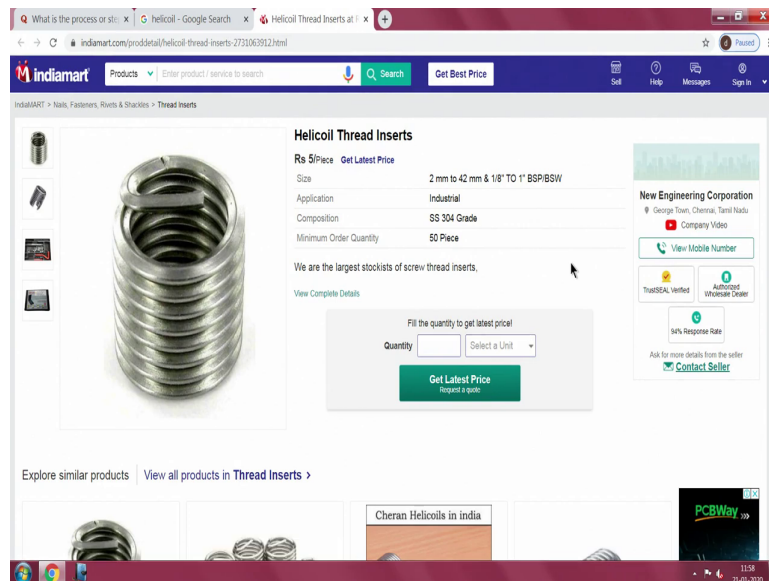 What is the process or ste
helicoil - Google Search
Helicoil Thread Inserts at
indiamart.com/proddetail/helicoil-thread-inserts-2731063912.html
Paused
indiamart
Products
Enter product / service to search
Search
Get Best Price
Sell
Help
Messages
Sign In
IndiaMART > Nails, Fasteners, Rivets & Shackles > Thread Inserts
Helicoil Thread Inserts
Rs 5/Piece Get Latest Price
Size 2 mm to 42 mm & 1/8" TO 1" BSP/BSW
Application Industrial
Composition SS 304 Grade
Minimum Order Quantity 50 Piece
We are the largest stockists of screw thread inserts,
View Complete Details
Fill the quantity to get latest price!
Quantity Select a Unit
Get Latest Price
Request a quote
New Engineering Corporation
George Town, Chennai, Tamil Nadu
Company Video
View Mobile Number
TrustSEAL Verified
Authorized
Wholesale Dealer
94% Response Rate
Ask for more details from the seller
Contact Seller
Explore similar products View all products in Thread Inserts >
Cheran Helicoils in india
PCBWay
11:58
21-01-2020